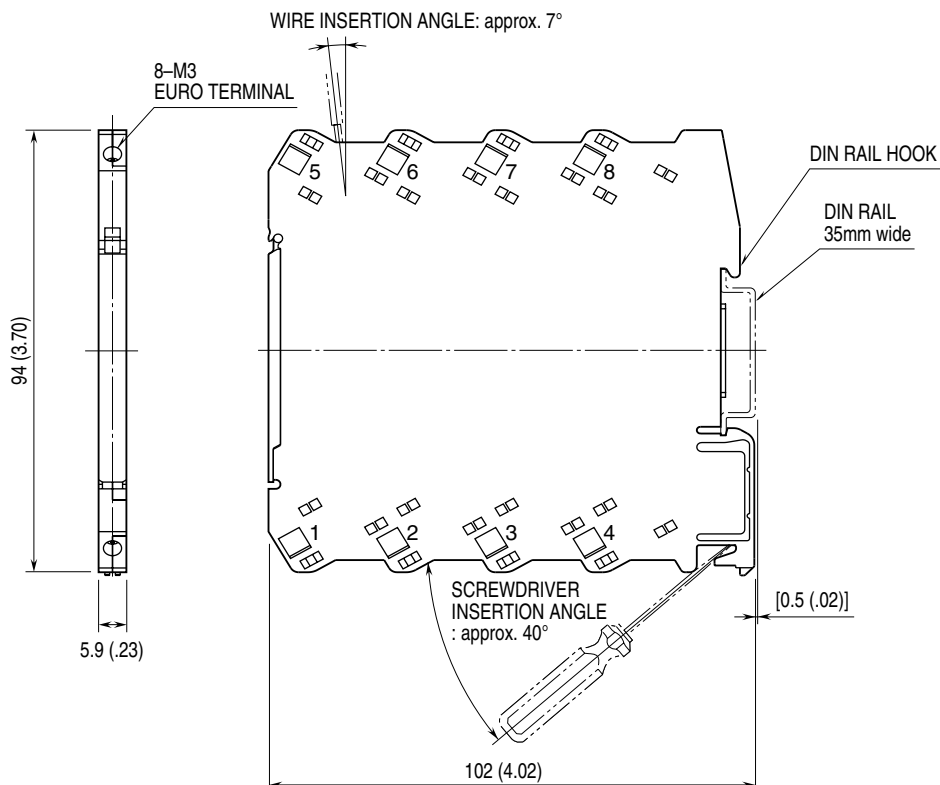 WIRE INSERTION ANGLE: approx. 7°
8–M3
EURO TERMINAL
DIN RAIL HOOK
DIN RAIL
35mm wide
5
6
7
8
94 (3.70)
1
2
3
4
SCREWDRIVER
INSERTION ANGLE
: approx. 40°
[0.5 (.02)]
5.9 (.23)
102 (4.02)